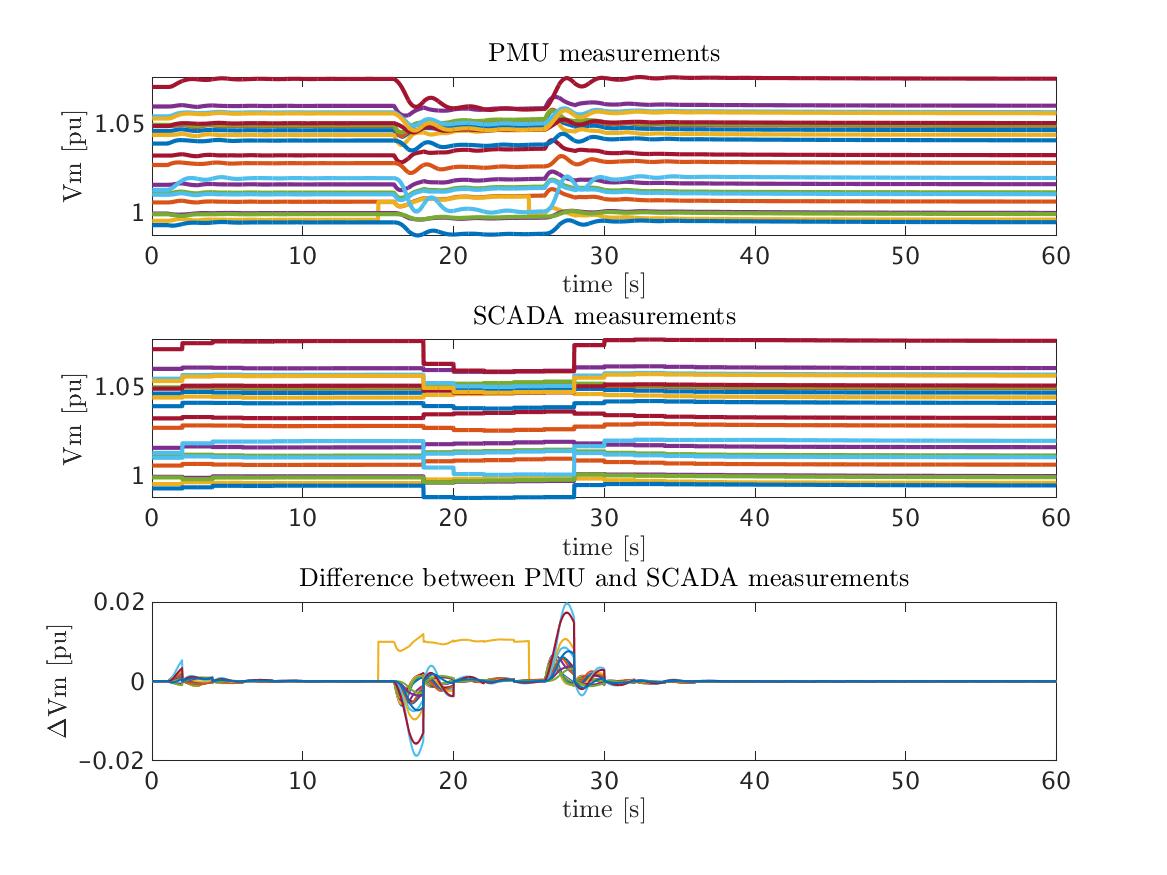 PMU measurements
1.05
1
Vm [pu]
0 10 20 30 40 50 60
time [s]
SCADA measurements
1.05
1
Vm [pu]
0 10 20 30 40 50 60
time [s]
Difference between PMU and SCADA measurements
0.02
0
-0.02
ΔVm [pu]
0 10 20 30 40 50 60
time [s]